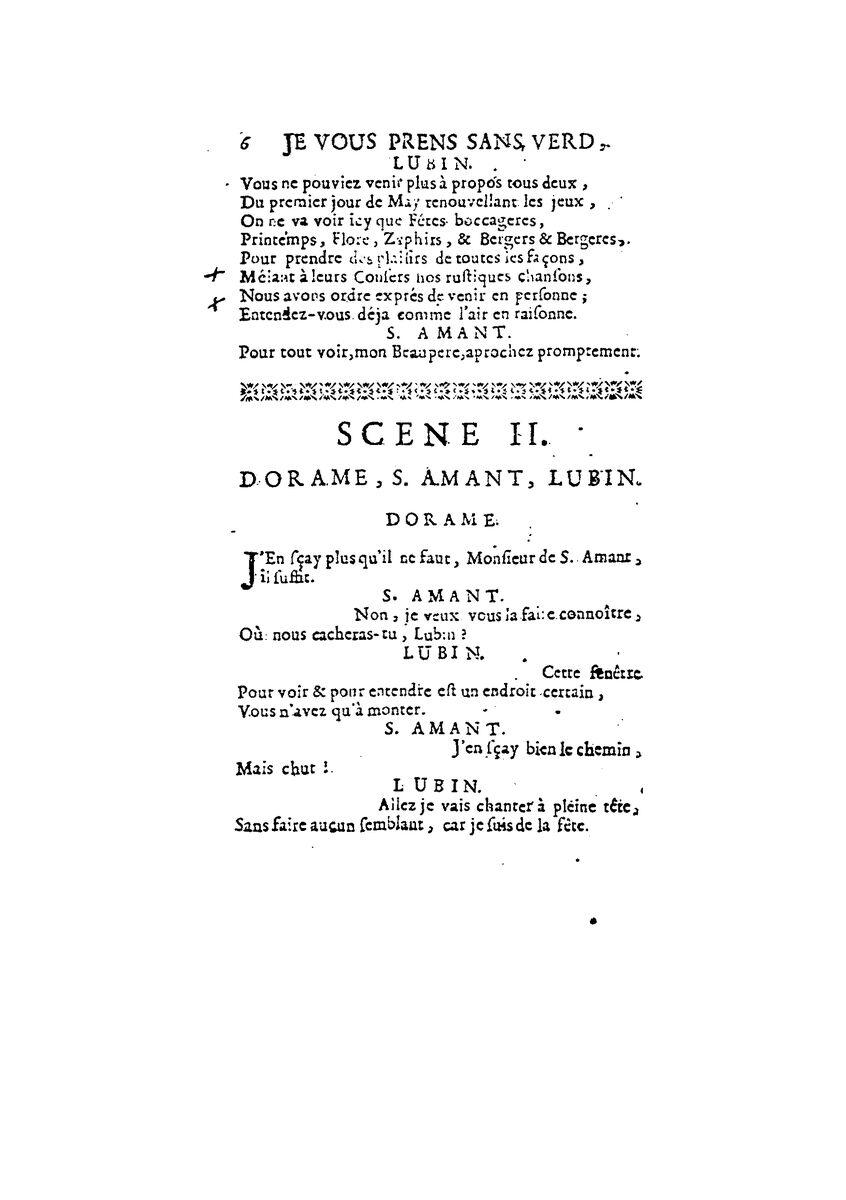 6 JE VOUS PRENS SANS VERD,
LUBIN.
Vous ne pouviez venir plus à propos tous deux,
Du premier jour de May renouvellant les jeux,
On ne va voir icy que Fétes boccageres,
Printemps, Flore, Zephirs, & Bergers & Bergeres,
Pour prendre des plaisirs de toutes les façons,
Mélant à leurs Consers nos ruſtiques chanſons,
Nous avons ordre exprés de venir en perſonne;
Entendez-vous déja comme l'air en raiſonne.
S. AMANT.
Pour tout voir, mon Beaupere, aprochez promptement.
SCENE II.
DORAME, S. AMANT, LUBIN.
DORAME.
J'En ſçay plus qu'il ne faut, Monſieur de S. Amant,
il ſuffit.
S. AMANT.
Non, je veux vous la faire connoître,
Où nous cacheras-tu, Lubin?
LUBIN.
Cette fenêtre
Pour voir & pour entendre eſt un endroit certain,
Vous n'avez qu'à monter.
S. AMANT.
J'en ſçay bien le chemin,
Mais chut!
LUBIN.
Allez je vais chanter à pleine tête,
Sans faire aucun ſemblant, car je ſuis de la fête.